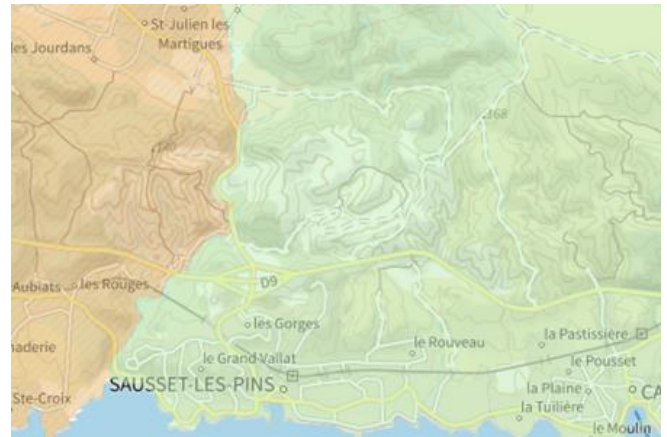 St-Julien les
Martigues
les Jourdans
168
D9
Aubiats
les Rouges
les Gorges
la Pastissière
naderie
le Rouveau
le Grand-Vallat
le Pousset
SAUSSET-LES-PINS
la Plaine
CA
Ste-Croix
la Tuilière
le Moulin